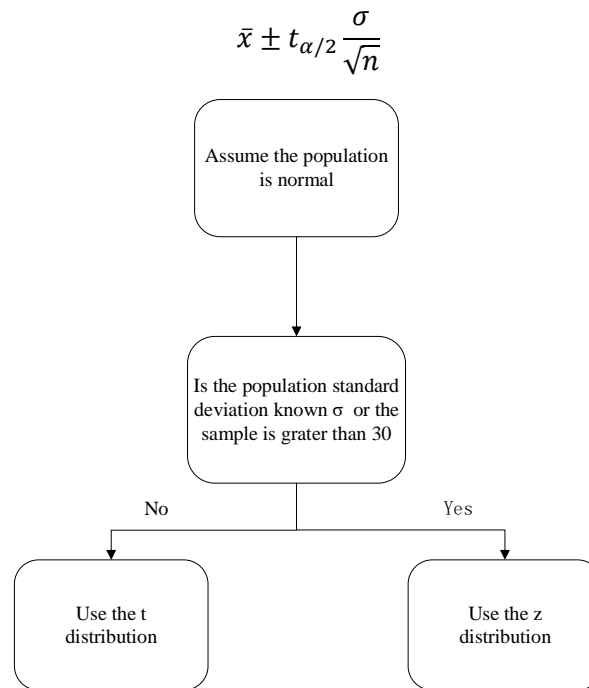 x̄ ± t_{α/2} σ/√n
Assume the population
is normal
Is the population standard
deviation known σ or the
sample is grater than 30
No
Yes
Use the t
distribution
Use the z
distribution